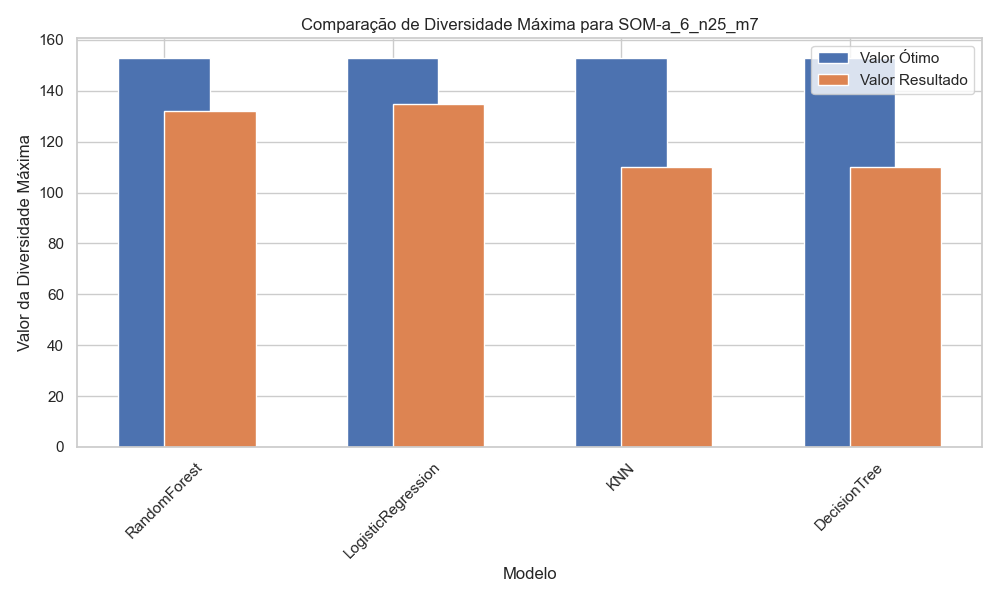 Comparação de Diversidade Máxima para SOM-a_6_n25_m7
Valor Ótimo
Valor Resultado
Valor da Diversidade Máxima
160
140
120
100
80
60
40
20
0
RandomForest
LogisticRegression
KNN
DecisionTree
Modelo